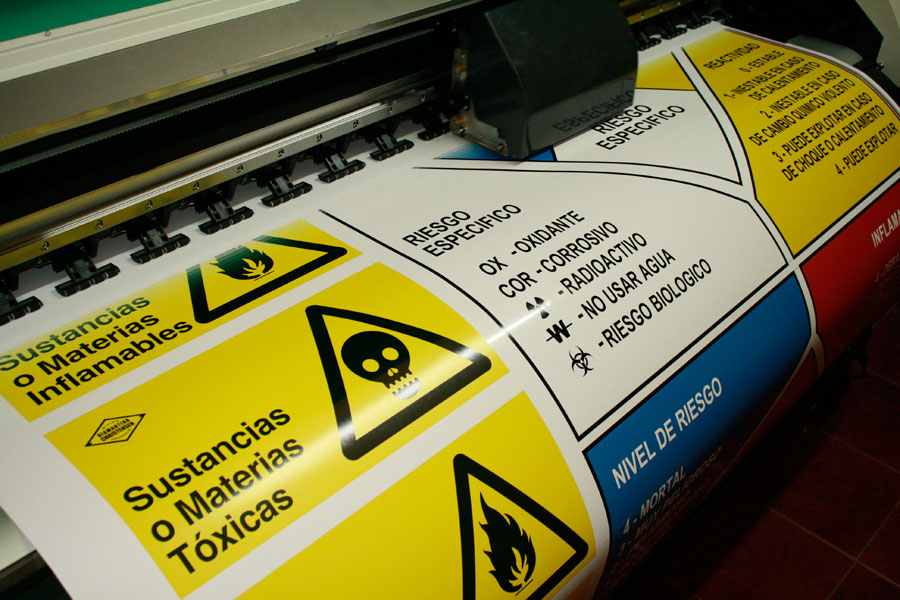 Sustancias
o Materias
Inflamables
Sustancias
o Materias
Tóxicas
RIESGO
ESPECIFICO
RIESGO
ESPECIFICO
OX - OXIDANTE
COR - CORROSIVO
- RADIOACTIVO
W - NO USAR AGUA
- RIESGO BIOLOGICO
REACTIVIDAD
0 - ESTABLE
1- INESTABLE EN CASO
DE CALENTAMIENTO
2 - INESTABLE EN CASO
DE CAMBIO QUIMICO VIOLENTO
3 - PUEDE EXPLOTAR EN CASO
DE CHOQUE O CALENTAMIENTO
4 - PUEDE EXPLOTAR
NIVEL DE RIESGO
4 - MORTAL